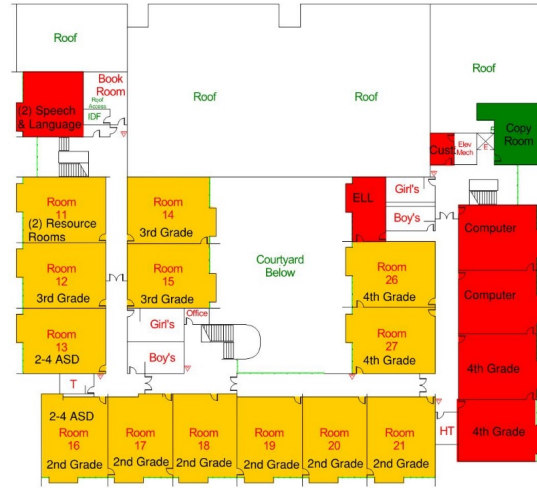 Roof
Roof
Roof
Roof
Book
Room
Roof
Access
IDF
(2) Speech
& Language
Copy
Room
Cust
Elev
Mech
E
Room
11
(2) Resource
Rooms
Room
14
3rd Grade
ELL
Girl's
Boy's
Computer
Courtyard
Below
Room
12
3rd Grade
Room
15
3rd Grade
Room
26
4th Grade
Computer
Room
13
2-4 ASD
Girl's
Office
Boy's
Room
27
4th Grade
4th Grade
T
2-4 ASD
Room
16
Room
17
2nd Grade
Room
18
2nd Grade
Room
19
2nd Grade
Room
20
2nd Grade
Room
21
2nd Grade
2nd Grade
HT
4th Grade